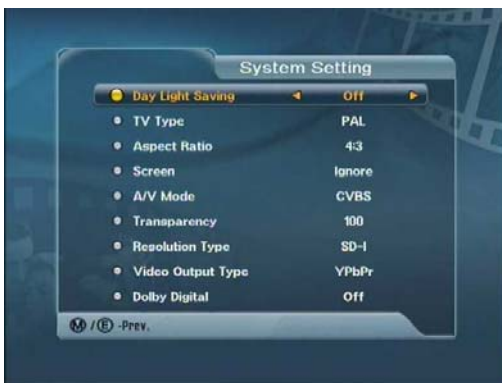 System Setting
Day Light Saving Off
TV Type PAL
Aspect Ratio 4:3
Screen Ignore
A/V Mode CVBS
Transparency 100
Resolution Type SD-I
Video Output Type YPbPr
Dolby Digital Off
M / E -Prev.